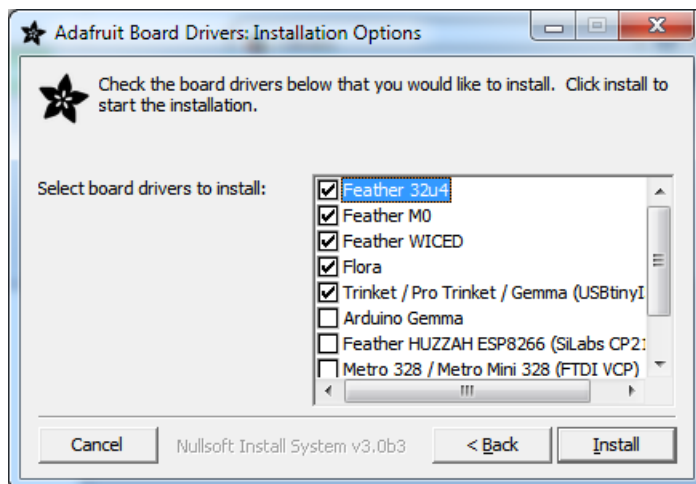 Adafruit Board Drivers: Installation Options
Check the board drivers below that you would like to install. Click install to
start the installation.
Select board drivers to install:
Feather 32u4
Feather M0
Feather WICED
Flora
Trinket / Pro Trinket / Gemma (USBtinyI
Arduino Gemma
Feather HUZZAH ESP8266 (SiLabs CP21
Metro 328 / Metro Mini 328 (FTDI VCP)
Cancel
Nullsoft Install System v3.0b3
< Back
Install